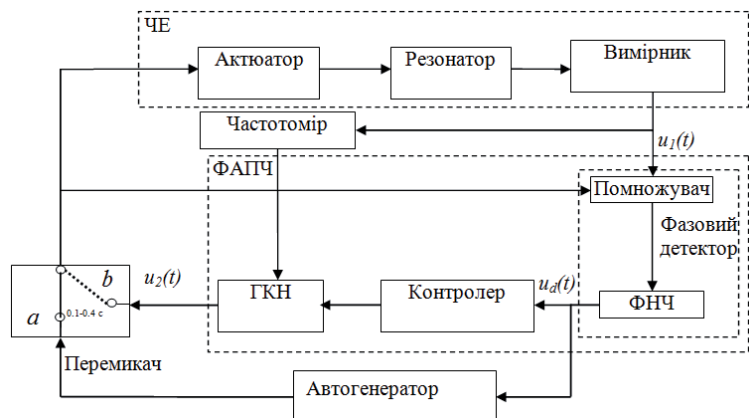 ЧЕ
Актюатор
Резонатор
Вимірник
Частотомір
u₁(t)
ФАПЧ
Помножувач
Фазовий
детектор
b
u₂(t)
ГКН
Контролер
u_d(t)
ФНЧ
a
0.1-0.4 с
Перемикач
Автогенератор